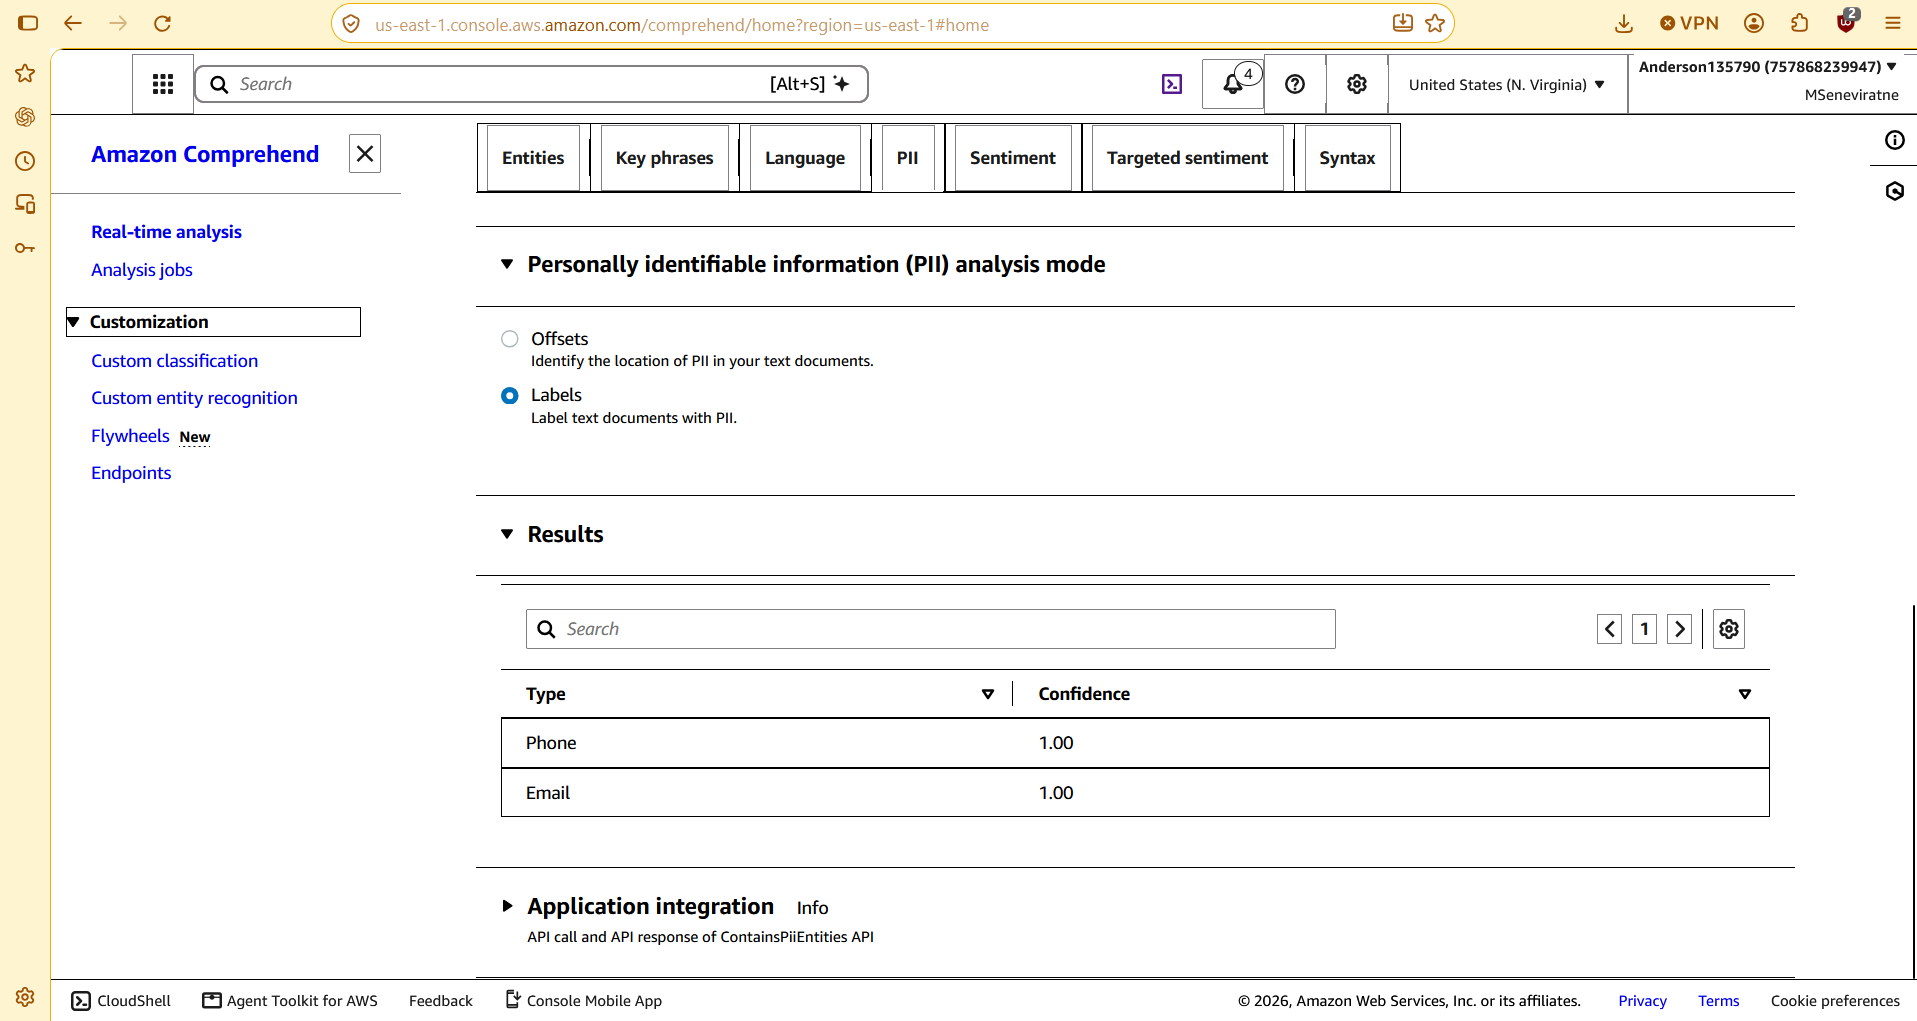 us-east-1.console.aws.amazon.com/comprehend/home?region=us-east-1#home
VPN
2
Search
[Alt+S]
4
United States (N. Virginia)
Anderson135790 (757868239947)
MSeneviratne
Amazon Comprehend
Real-time analysis
Analysis jobs
Customization
Custom classification
Custom entity recognition
Flywheels New
Endpoints
Entities
Key phrases
Language
PII
Sentiment
Targeted sentiment
Syntax
Personally identifiable information (PII) analysis mode
Offsets
Identify the location of PII in your text documents.
Labels
Label text documents with PII.
Results
Search
1
Type
Confidence
Phone 1.00
Email 1.00
Application integration Info
API call and API response of ContainsPiiEntities API
CloudShell
Agent Toolkit for AWS
Feedback
Console Mobile App
© 2026, Amazon Web Services, Inc. or its affiliates.
Privacy
Terms
Cookie preferences